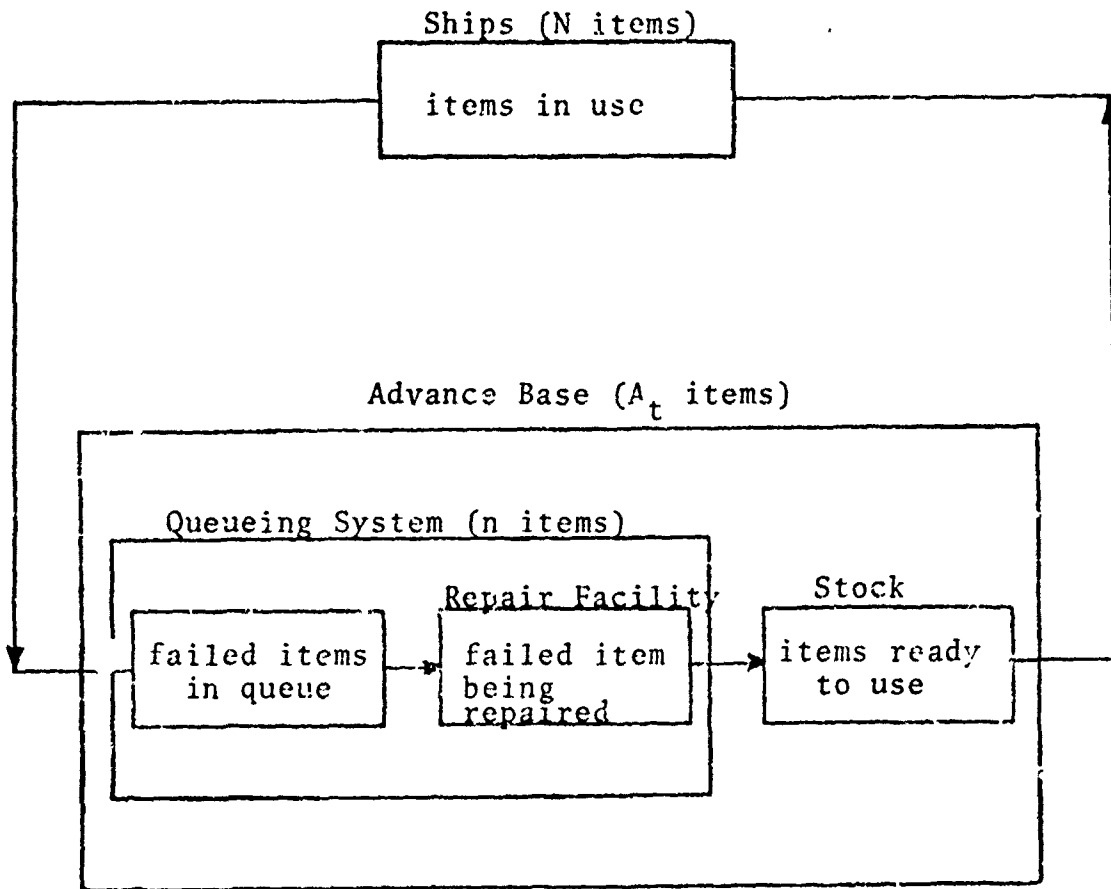 Ships (N items)
items in use
Advance Base (A_t items)
Queueing System (n items)
Repair Facility
Stock
failed items
in queue
failed item
being
repaired
items ready
to use